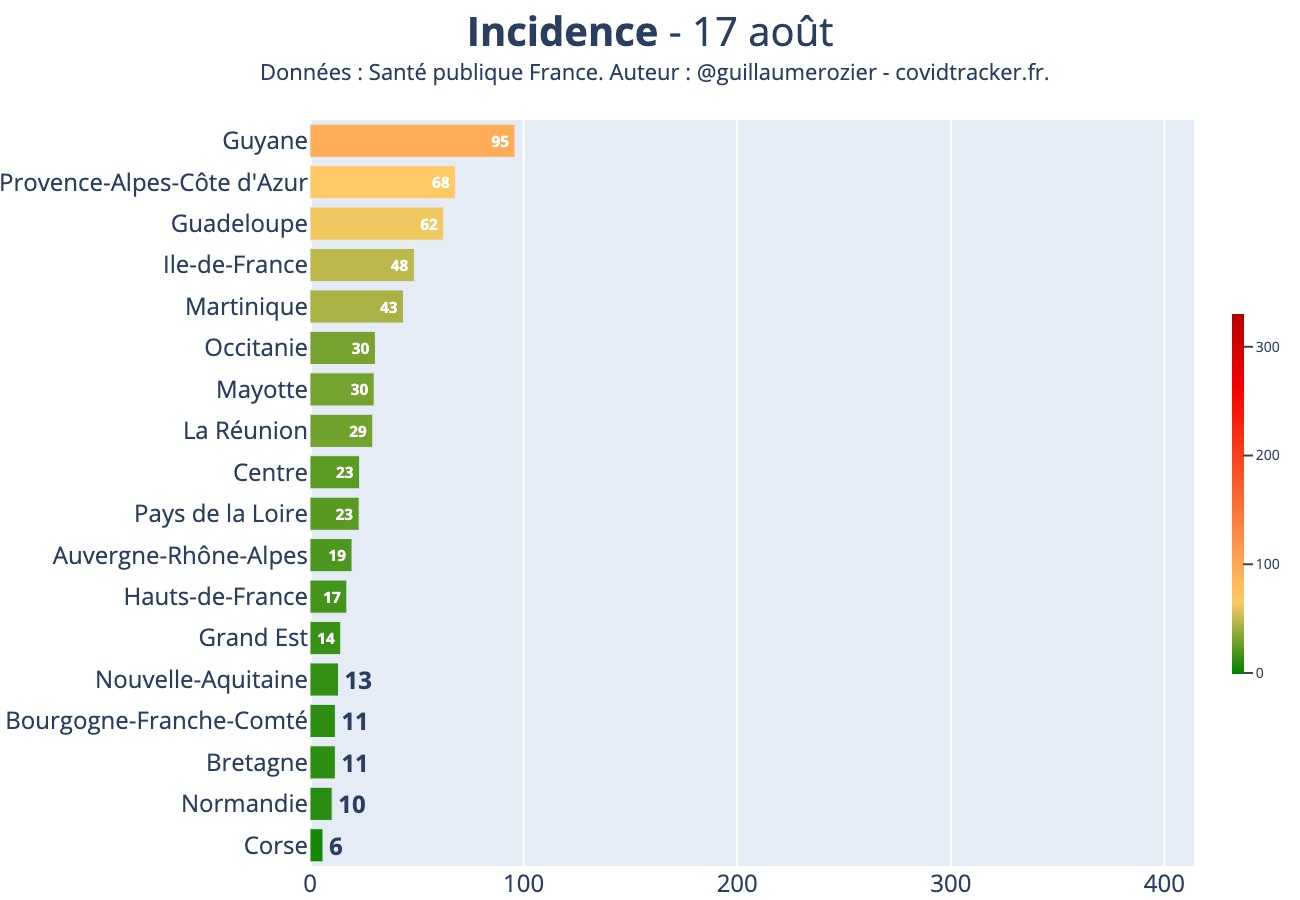 Incidence - 17 août
Données : Santé publique France. Auteur : @guillaumerozier - covidtracker.fr.
Guyane 95
Provence-Alpes-Côte d'Azur 68
Guadeloupe 62
Ile-de-France 48
Martinique 43
Occitanie 30
Mayotte 30
La Réunion 29
Centre 23
Pays de la Loire 23
Auvergne-Rhône-Alpes 19
Hauts-de-France 17
Grand Est 14
Nouvelle-Aquitaine 13
Bourgogne-Franche-Comté 11
Bretagne 11
Normandie 10
Corse 6
0 100 200 300 400
300
200
100
0